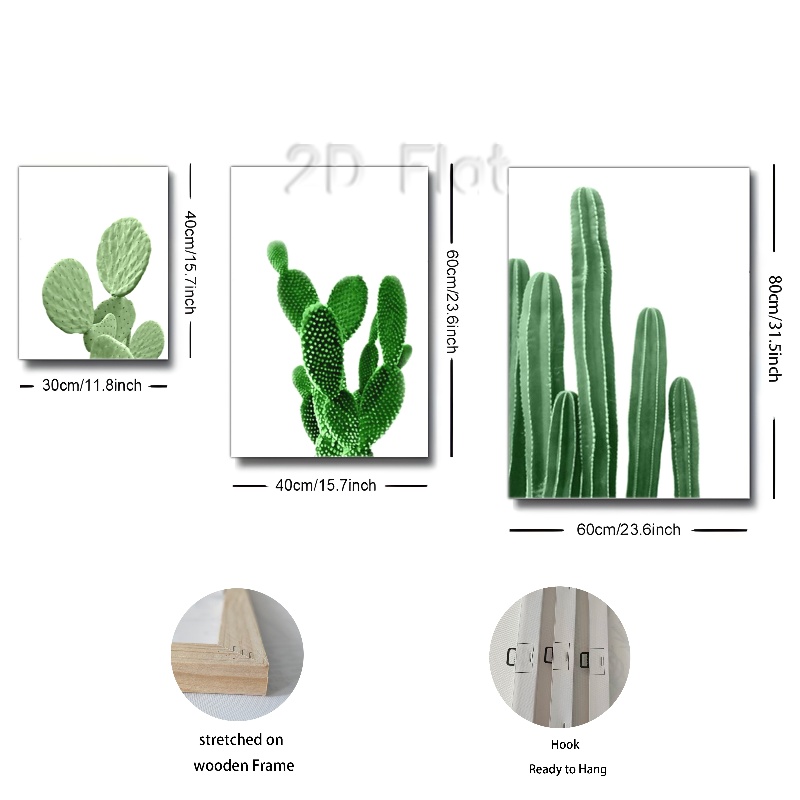 2D Flat
40cm/15.7inch
30cm/11.8inch
60cm/23.6inch
40cm/15.7inch
80cm/31.5inch
60cm/23.6inch
stretched on
wooden Frame
Hook
Ready to Hang